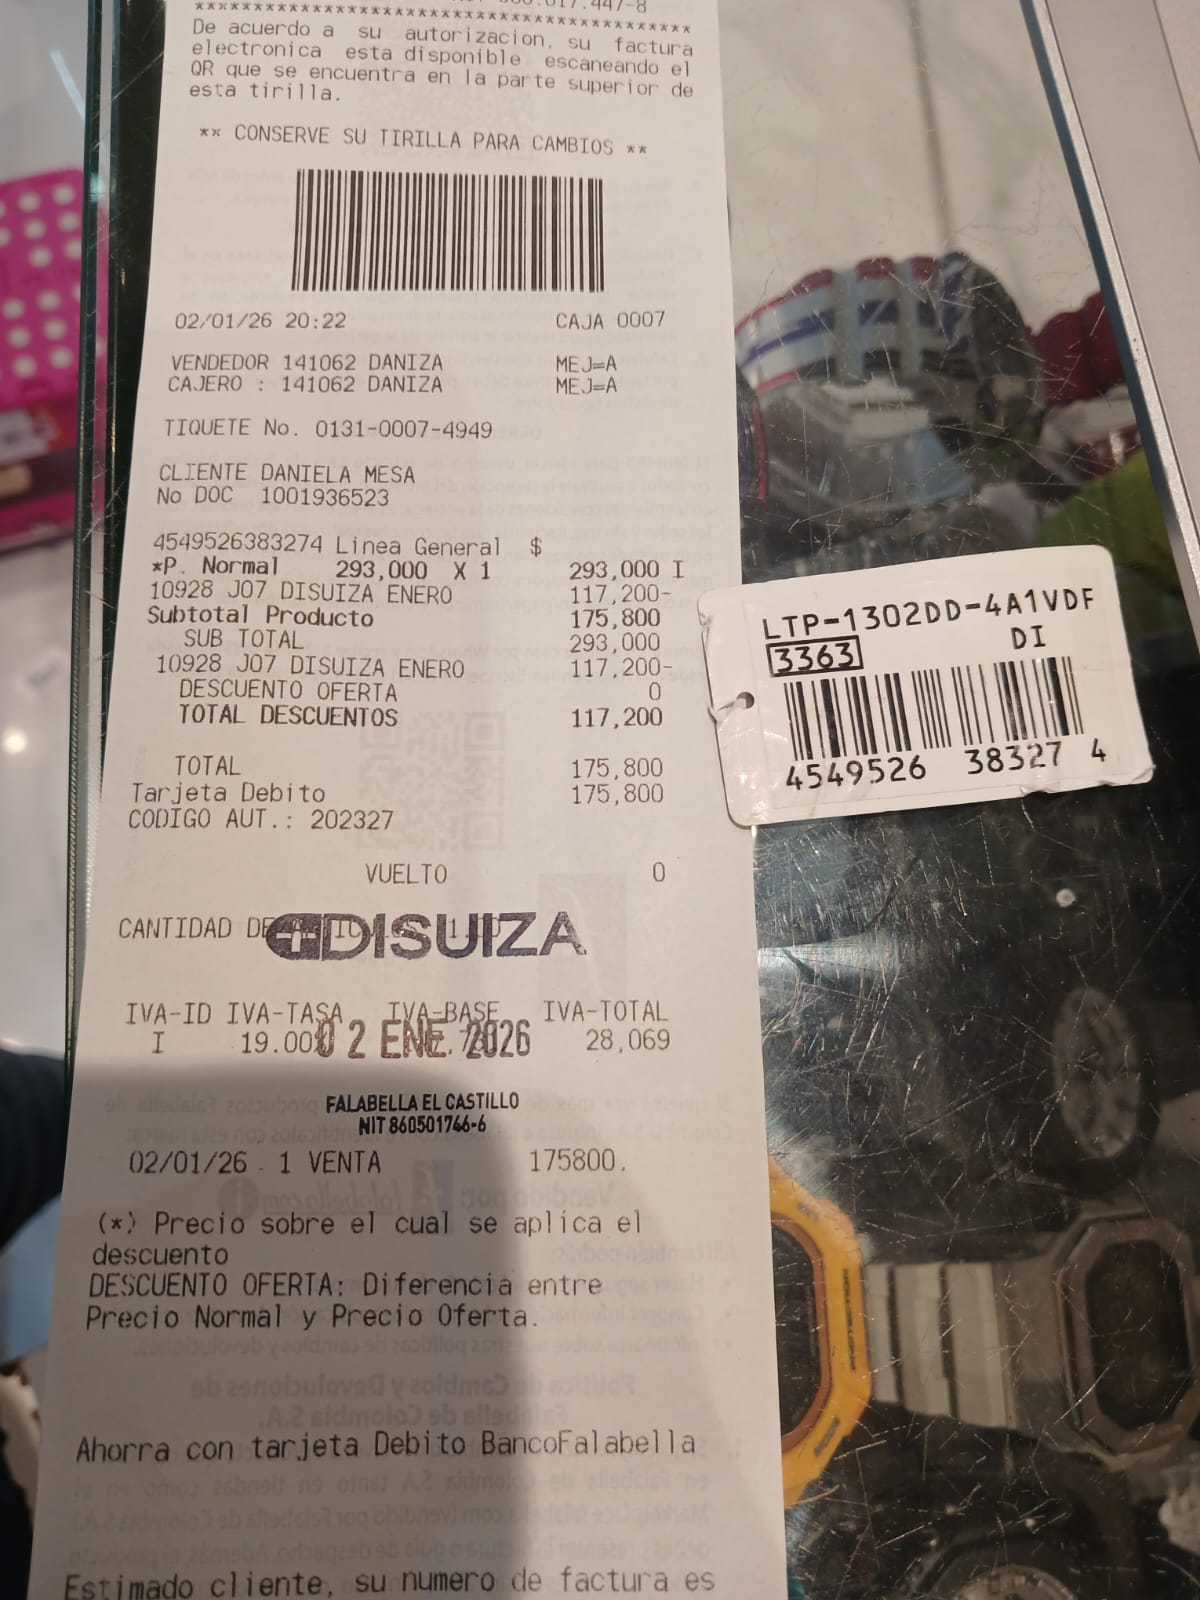 017.447-8
****************************************
De acuerdo a su autorizacion, su factura
electronica esta disponible escaneando el
QR que se encuentra en la parte superior de
esta tirilla.
** CONSERVE SU TIRILLA PARA CAMBIOS **
02/01/26 20:22 CAJA 0007
VENDEDOR 141062 DANIZA MEJ=A
CAJERO : 141062 DANIZA MEJ=A
TIQUETE No. 0131-0007-4949
CLIENTE DANIELA MESA
No DOC 1001936523
4549526383274 Linea General $
*P. Normal 293,000 X 1 293,000 I
10928 J07 DISUIZA ENERO 117,200-
Subtotal Producto 175,800
SUB TOTAL 293,000
10928 J07 DISUIZA ENERO 117,200-
DESCUENTO OFERTA 0
TOTAL DESCUENTOS 117,200
TOTAL 175,800
Tarjeta Debito 175,800
CODIGO AUT.: 202327
VUELTO 0
CANTIDAD DE
DISUIZA
IVA-ID IVA-TASA IVA-BASE IVA-TOTAL
I 19.00 28,069
02 ENE. 2026
FALABELLA EL CASTILLO
NIT 860501746-6
02/01/26 - 1 VENTA 175800.
(*) Precio sobre el cual se aplica el
descuento
DESCUENTO OFERTA: Diferencia entre
Precio Normal y Precio Oferta.
Ahorra con tarjeta Debito BancoFalabella
Estimado cliente, su numero de factura es
LTP-1302DD-4A1VDF
DI
3363
4549526 38327 4